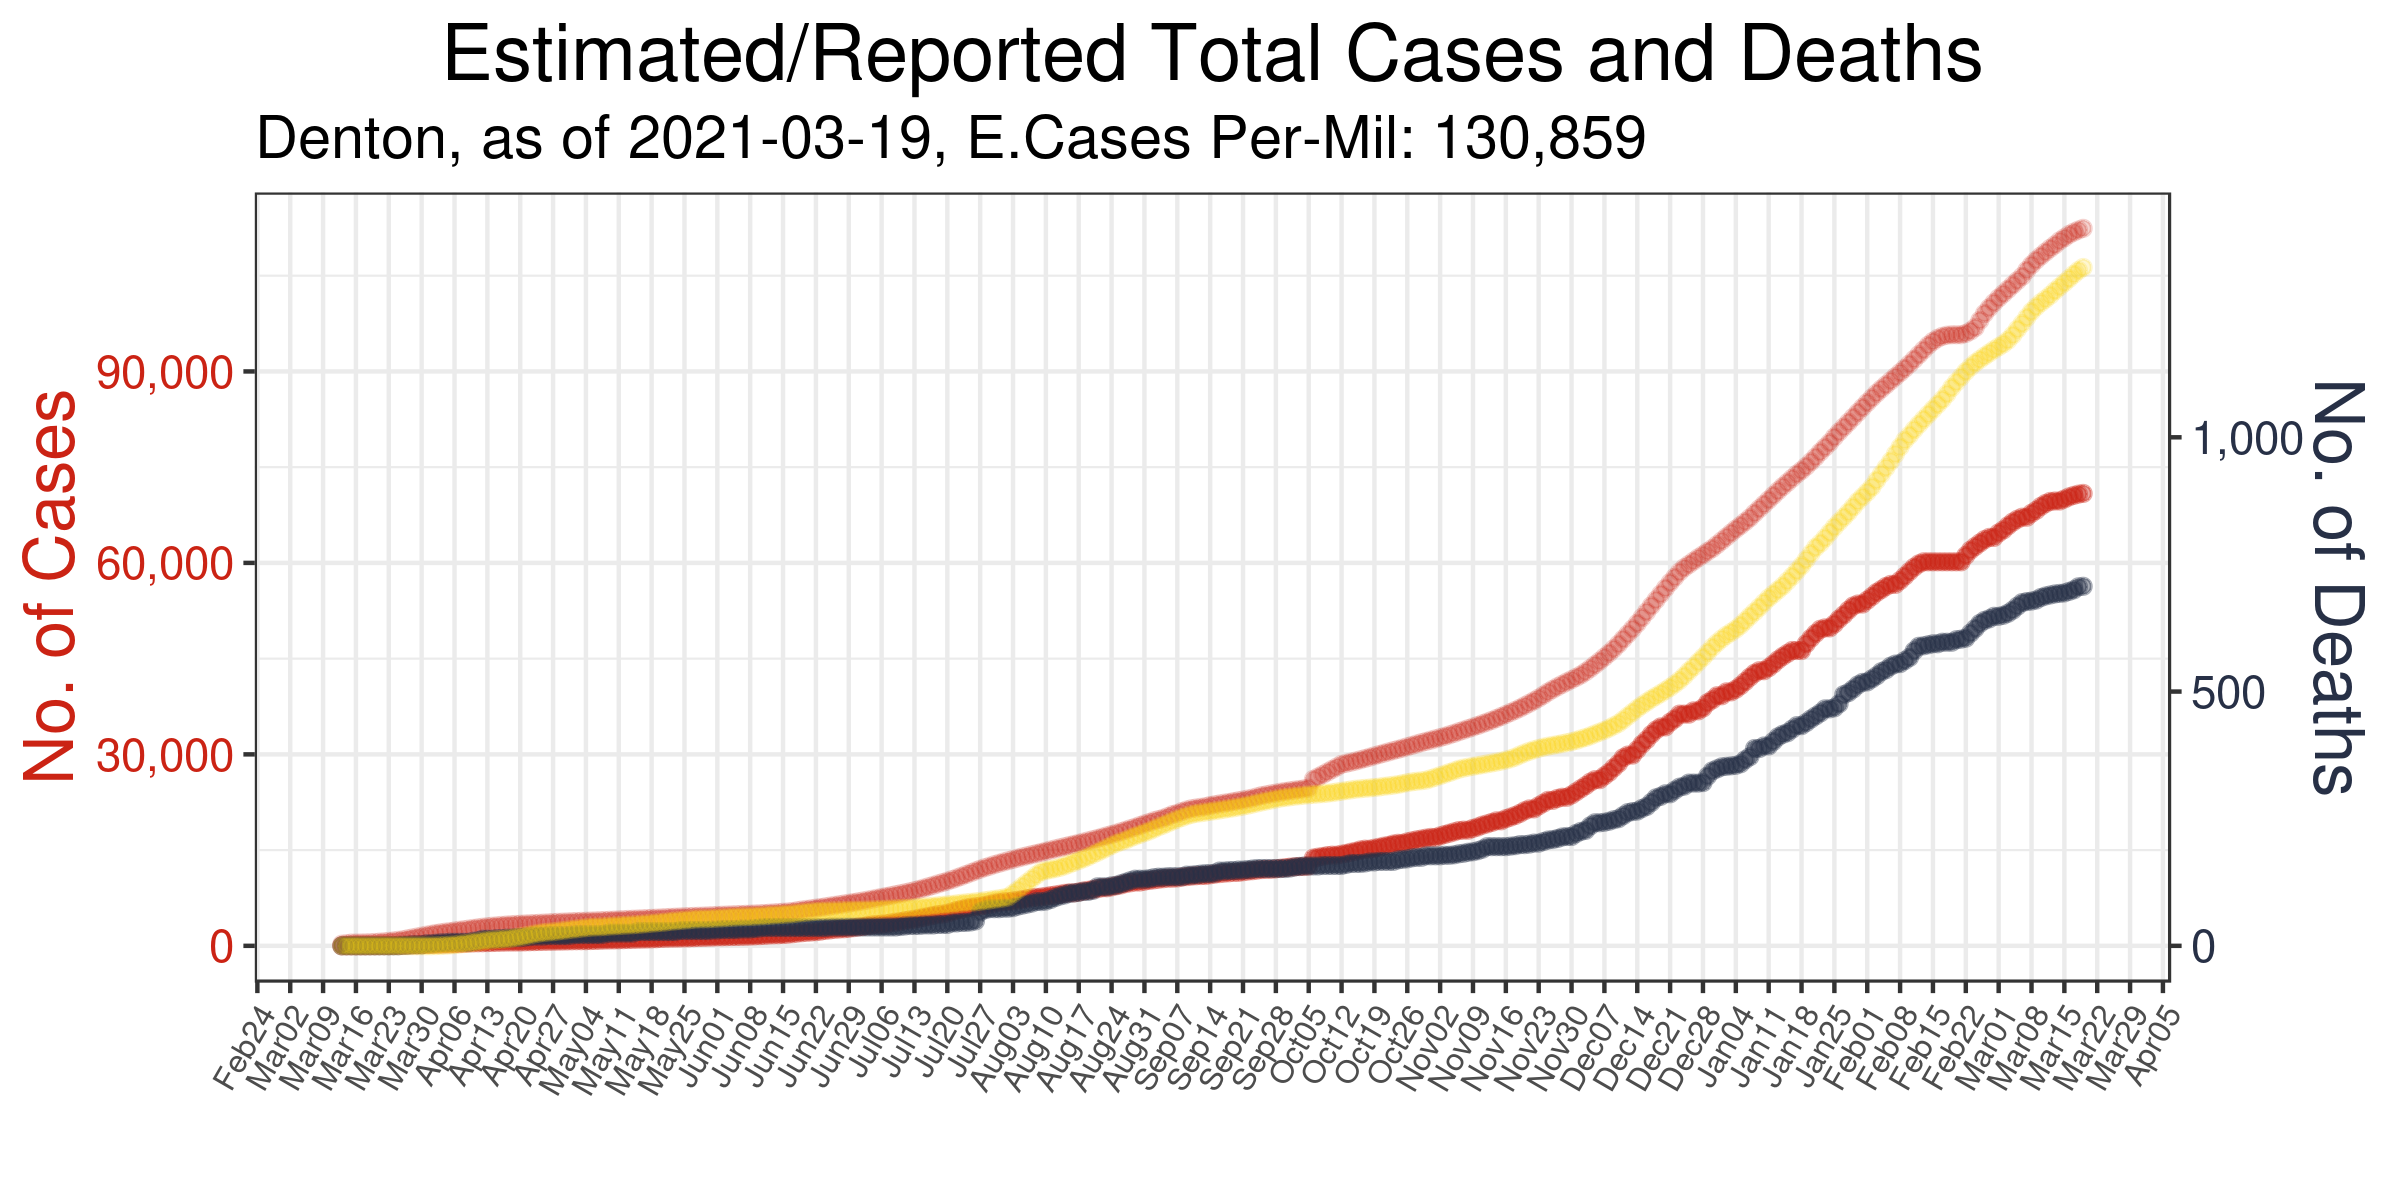 Estimated/Reported Total Cases and Deaths
Denton, as of 2021-03-19, E.Cases Per-Mil: 130,859
No. of Cases
90,000
60,000
30,000
0
No. of Deaths
1,000
500
0
Feb24
Mar02
Mar09
Mar16
Mar23
Mar30
Apr06
Apr13
Apr20
Apr27
May04
May11
May18
May25
Jun01
Jun08
Jun15
Jun22
Jun29
Jul06
Jul13
Jul20
Jul27
Aug03
Aug10
Aug17
Aug24
Aug31
Sep07
Sep14
Sep21
Sep28
Oct05
Oct12
Oct19
Oct26
Nov02
Nov09
Nov16
Nov23
Nov30
Dec07
Dec14
Dec21
Dec28
Jan04
Jan11
Jan18
Jan25
Feb01
Feb08
Feb15
Feb22
Mar01
Mar08
Mar15
Mar22
Mar29
Apr05